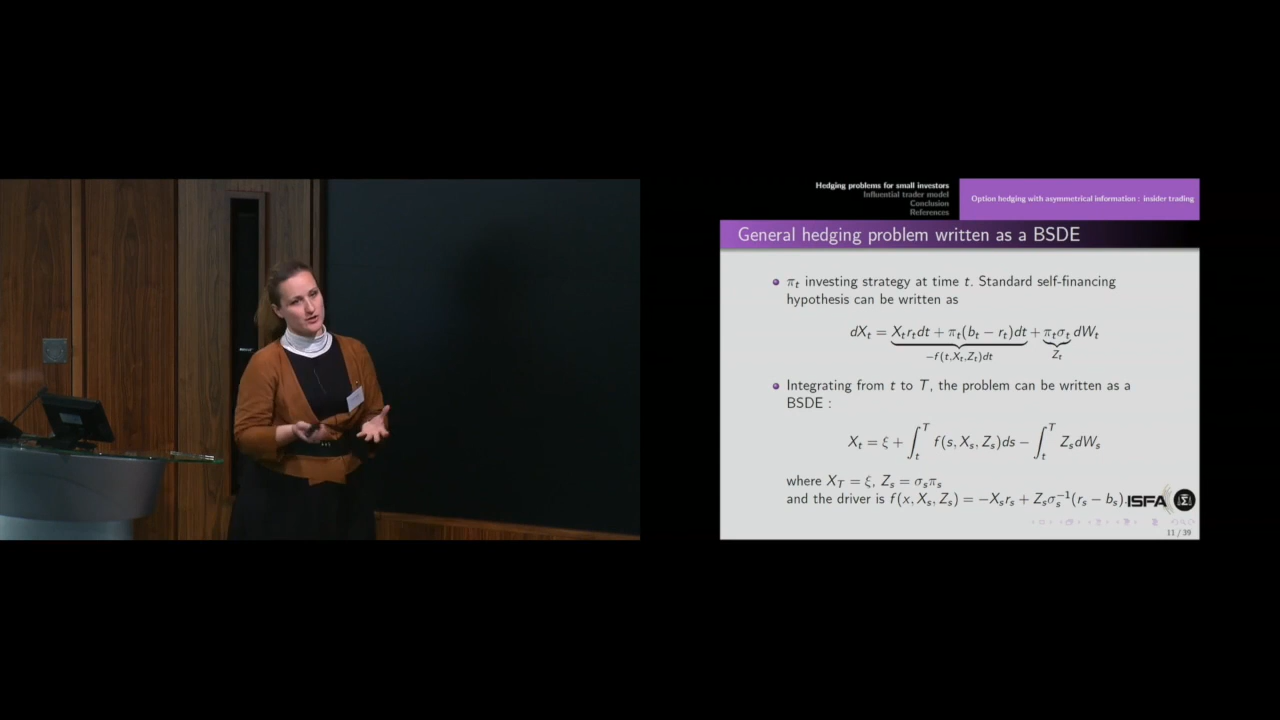 Hedging problems for small investors
Influential trader model
Conclusion
References
Option hedging with asymmetrical information : insider trading
General hedging problem written as a BSDE
π_t investing strategy at time t. Standard self-financing
hypothesis can be written as
dX_t = X_t r_t dt + π_t(b_t − r_t)dt + π_t σ_t dW_t
−f(t,X_t,Z_t)dt Z_t
Integrating from t to T, the problem can be written as a
BSDE :
X_t = ξ + ∫_t^T f(s, X_s, Z_s)ds − ∫_t^T Z_s dW_s
where X_T = ξ, Z_s = σ_s π_s
and the driver is f(x, X_s, Z_s) = −X_s r_s + Z_s σ_s^{-1}(r_s − b_s).
ISFA
11 / 39